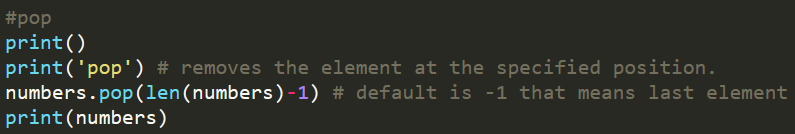 #pop
print()
print('pop') # removes the element at the specified position.
numbers.pop(len(numbers)-1) # default is -1 that means last element
print(numbers)